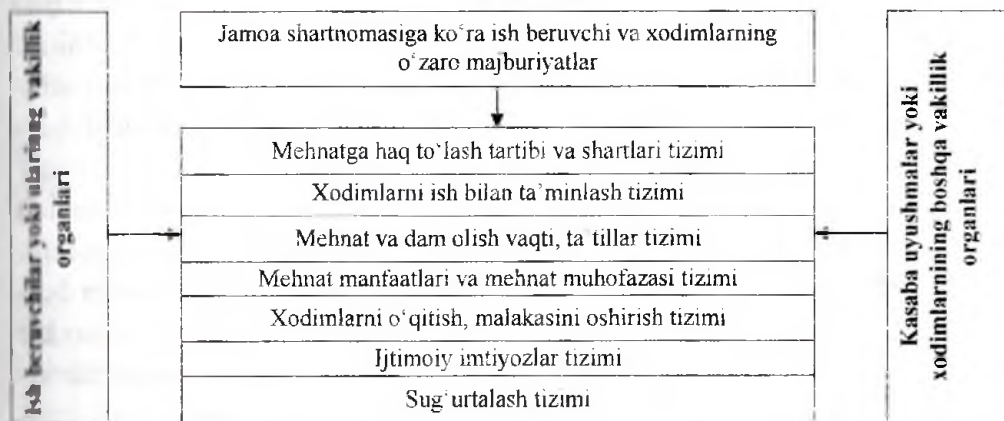 Jamoa shartnomasiga ko‘ra ish beruvchi va xodimlarning
o‘zaro majburiyatlar
Mehnatga haq to‘lash tartibi va shartlari tizimi
Xodimlarni ish bilan ta’minlash tizimi
Mehnat va dam olish vaqti, ta’tillar tizimi
Mehnat manfaatlari va mehnat muhofazasi tizimi
Xodimlarni o‘qitish, malakasini oshirish tizimi
Ijtimoiy imtiyozlar tizimi
Sug‘urtalash tizimi
Ish beruvchilar yoki ularning vakillik
organlari
Kasaba uyushmalar yoki
xodimlarnining boshqa vakillik
organlari